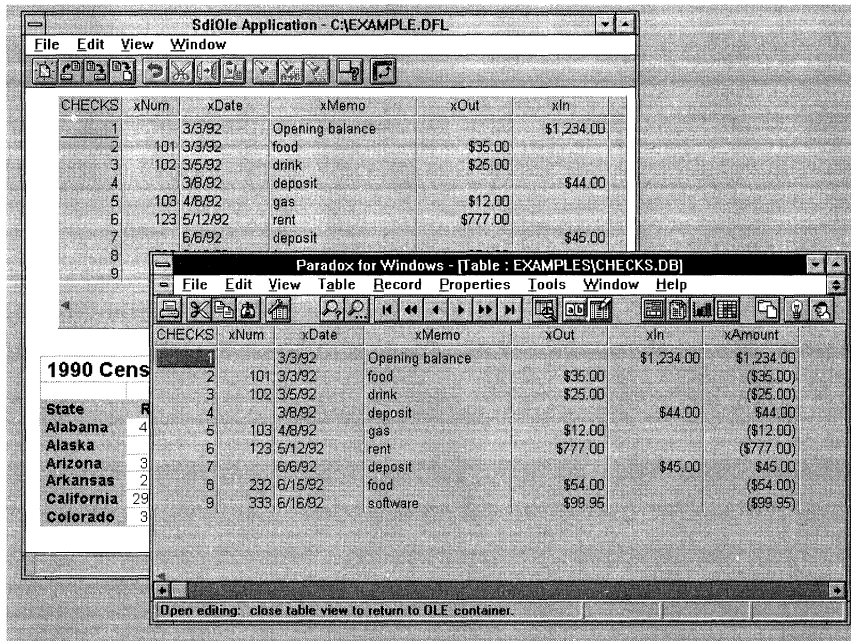 SdiOle Application - C:\EXAMPLE.DFL
File Edit View Window
CHECKS xNum xDate xMemo xOut xIn
1 3/3/92 Opening balance $1,234.00
2 101 3/3/92 food $35.00
3 102 3/5/92 drink $25.00
4 3/8/92 deposit $44.00
5 103 4/8/92 gas $12.00
6 123 5/12/92 rent $777.00
7 6/6/92 deposit $45.00
8
9
1990 Cens
State R
Alabama 4
Alaska
Arizona 3
Arkansas 2
California 29
Colorado 3
Paradox for Windows - [Table : EXAMPLES\CHECKS.DB]
File Edit View Table Record Properties Tools Window Help
CHECKS xNum xDate xMemo xOut xIn xAmount
1 3/3/92 Opening balance $1,234.00 $1,234.00
2 101 3/3/92 food $35.00 ($35.00)
3 102 3/5/92 drink $25.00 ($25.00)
4 3/8/92 deposit $44.00 $44.00
5 103 4/8/92 gas $12.00 ($12.00)
6 123 5/12/92 rent $777.00 ($777.00)
7 6/6/92 deposit $45.00 $45.00
8 232 6/15/92 food $54.00 ($54.00)
9 333 6/16/92 software $99.95 ($99.95)
Open editing: close table view to return to OLE container.